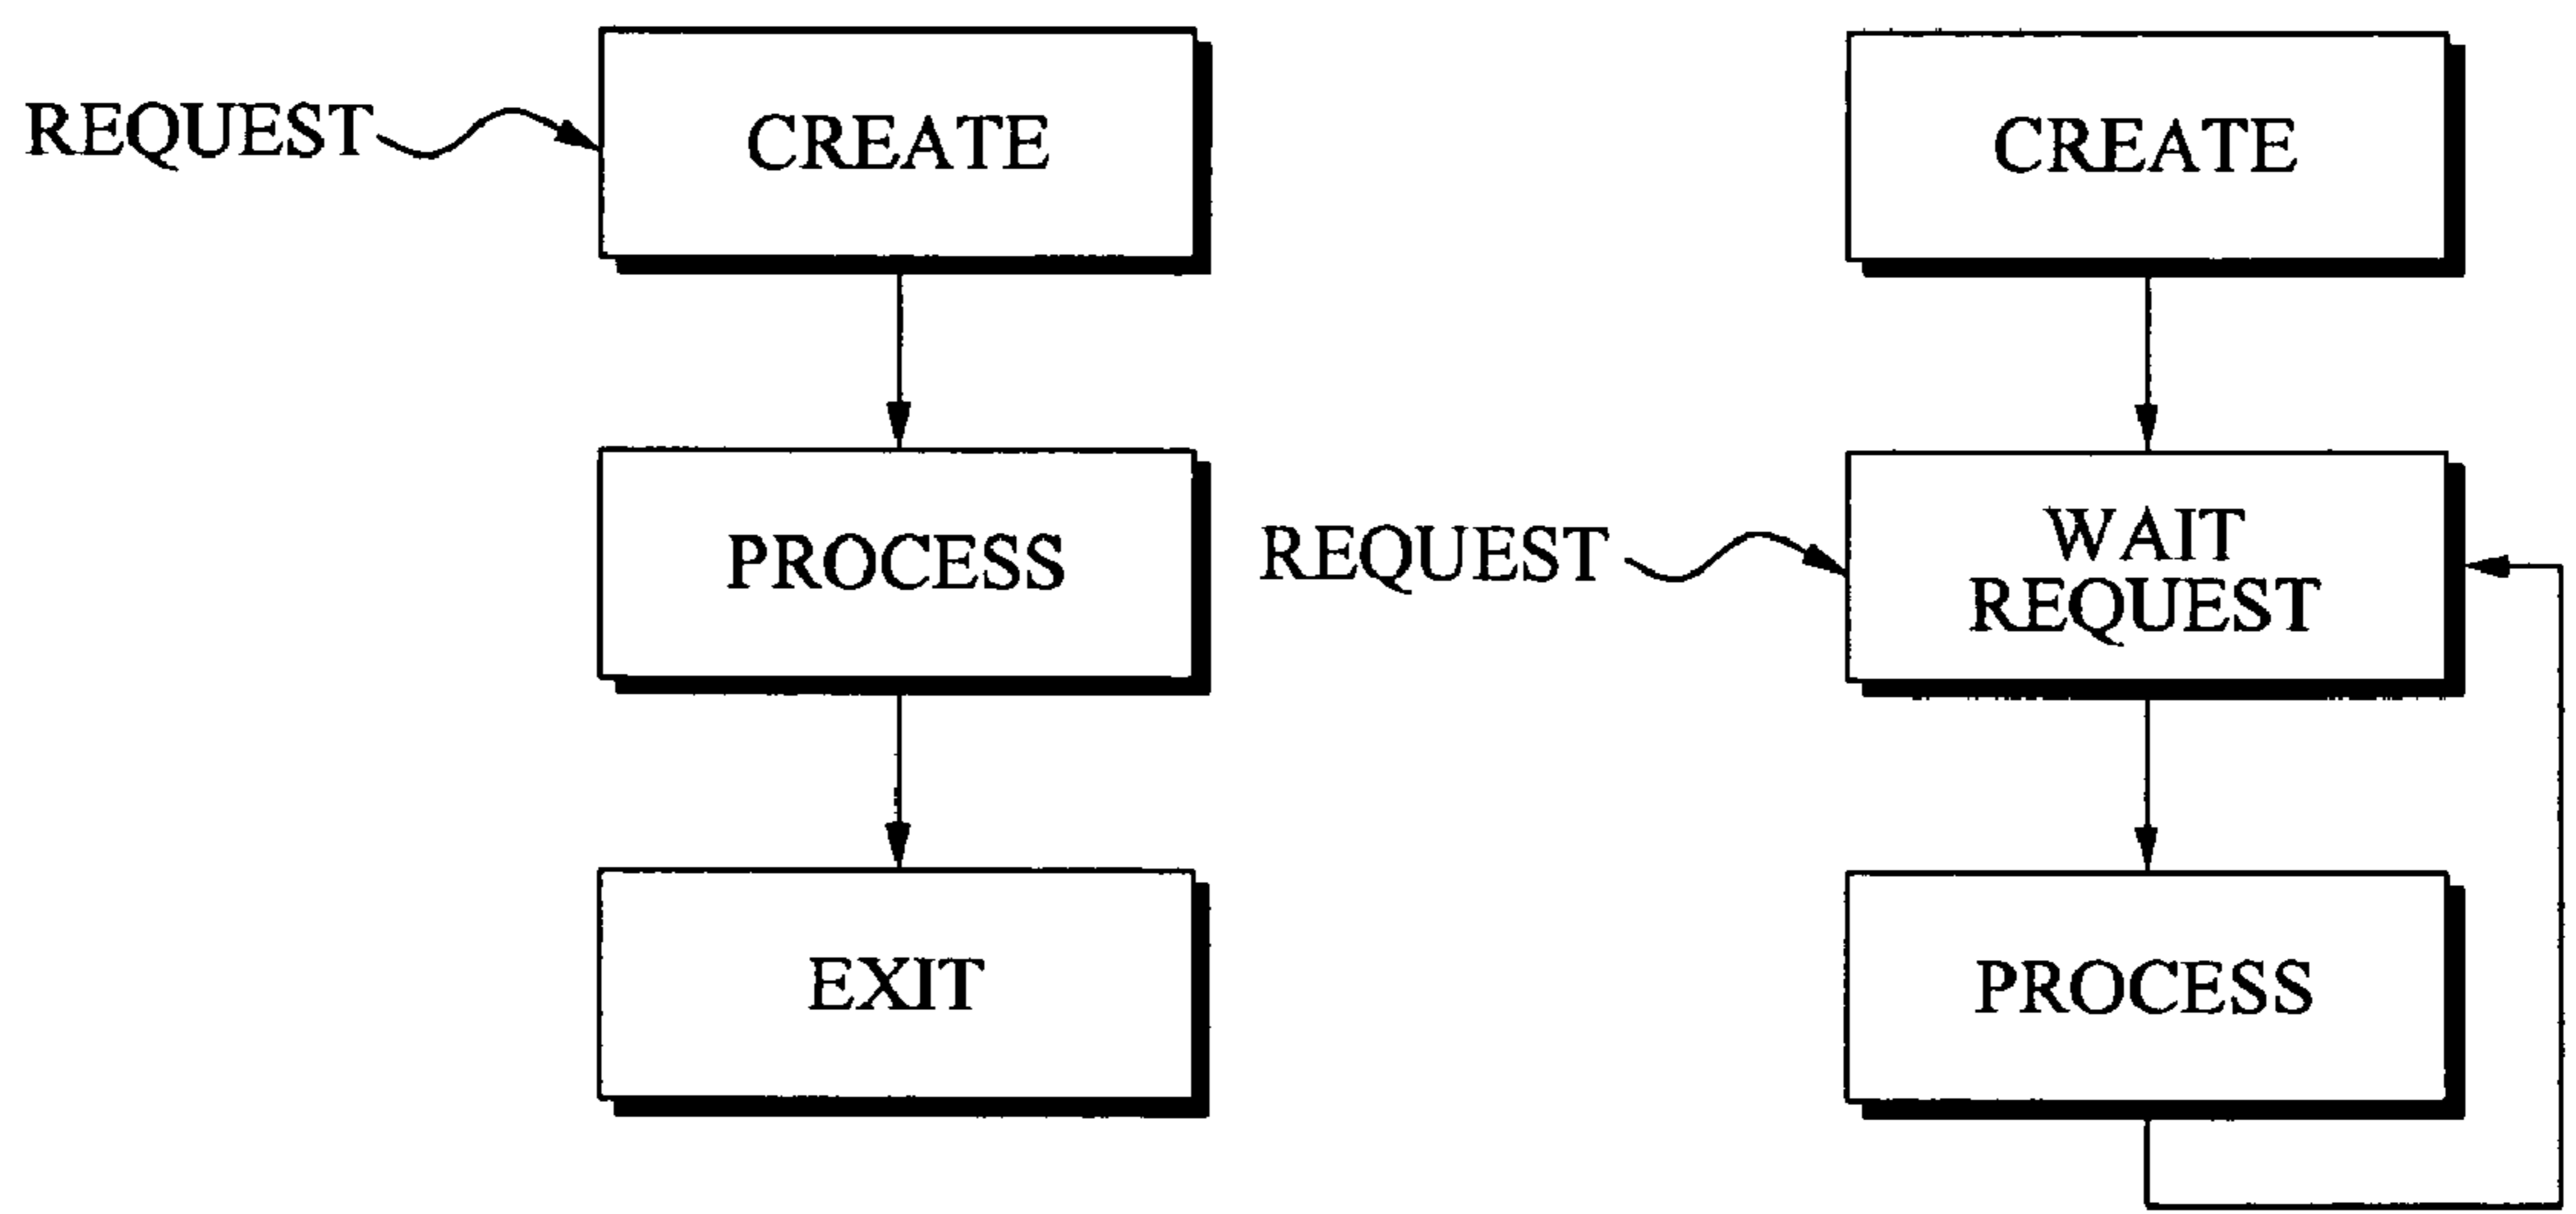 REQUEST
CREATE
PROCESS
EXIT
CREATE
REQUEST
WAIT
REQUEST
PROCESS